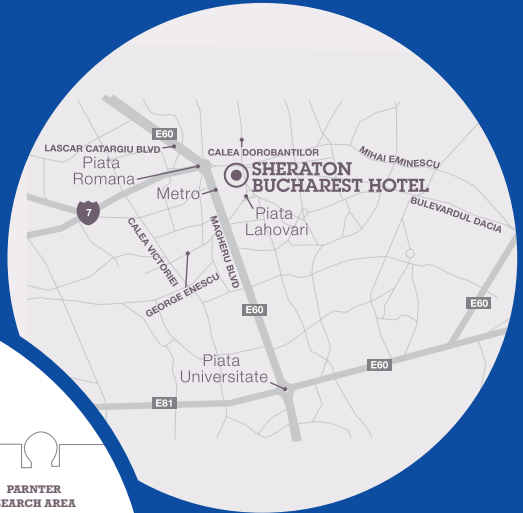 E60
LASCAR CATARGIU BLVD
CALEA DOROBANTILOR
MIHAI EMINESCU
Piata
Romana
SHERATON
BUCHAREST HOTEL
Metro
BULEVARDUL DACIA
7
Piata
Lahovari
CALEA VICTORIEI
MAGHERU BLVD
GEORGE ENESCU
E60
E60
Piata
Universitate
E60
E81
PARNTER
SEARCH AREA